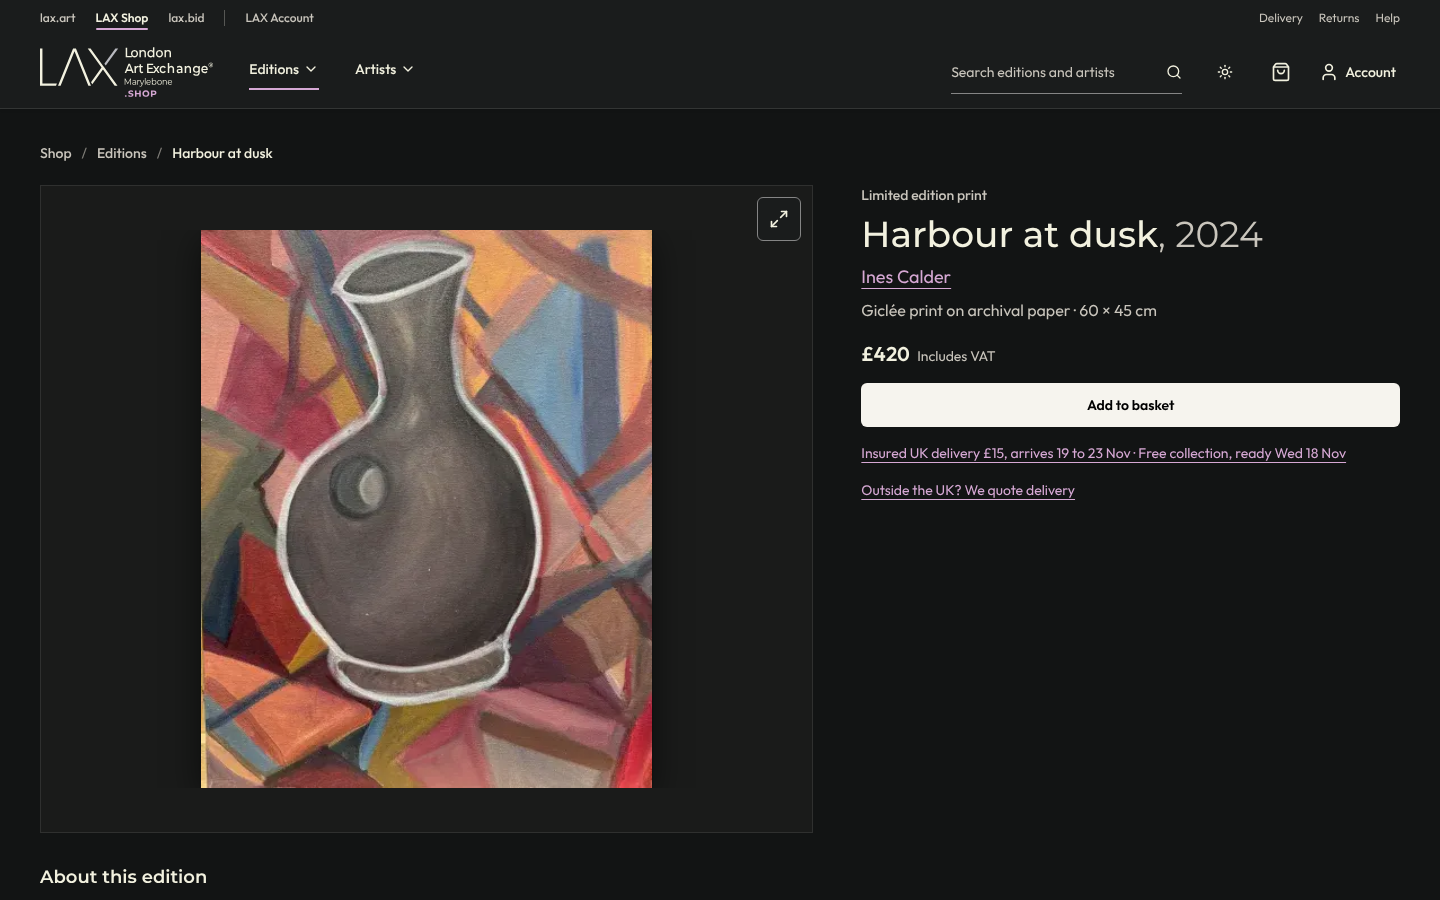 lax.art
LAX Shop
lax.bid
LAX Account
Delivery
Returns
Help
LAX
London
Art Exchange®
Marylebone
.SHOP
Editions
Artists
Search editions and artists
Account
Shop / Editions / Harbour at dusk
Limited edition print
Harbour at dusk, 2024
Ines Calder
Giclée print on archival paper · 60 × 45 cm
£420 Includes VAT
Add to basket
Insured UK delivery £15, arrives 19 to 23 Nov · Free collection, ready Wed 18 Nov
Outside the UK? We quote delivery
About this edition